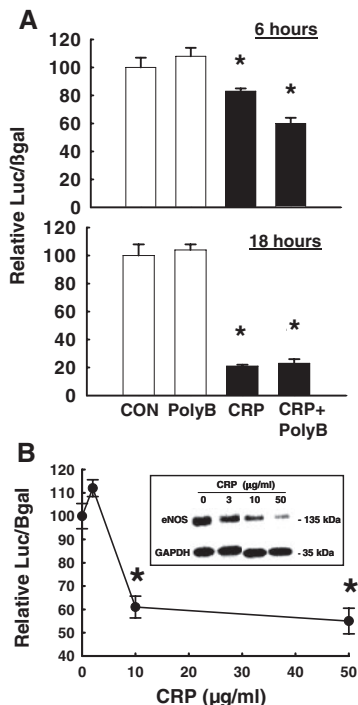 A
6 hours
120
100
80
60
40
20
0
* *
Relative Luc/ßgal
18 hours
120
100
80
60
40
20
0
* *
CON PolyB CRP CRP+
PolyB
B
120
110
100
90
80
70
60
50
40
Relative Luc/Bgal
CRP (µg/ml)
0 3 10 50
eNOS - 135 kDa
GAPDH - 35 kDa
* *
0 10 20 30 40 50
CRP (µg/ml)